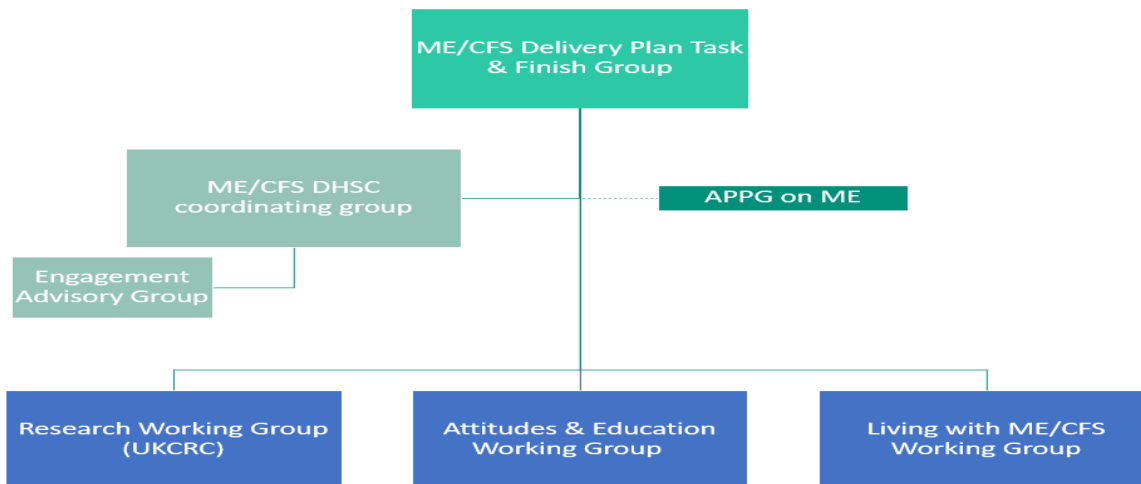 ME/CFS Delivery Plan Task
& Finish Group
ME/CFS DHSC
coordinating group
APPG on ME
Engagement
Advisory Group
Research Working Group
(UKCRC)
Attitudes & Education
Working Group
Living with ME/CFS
Working Group